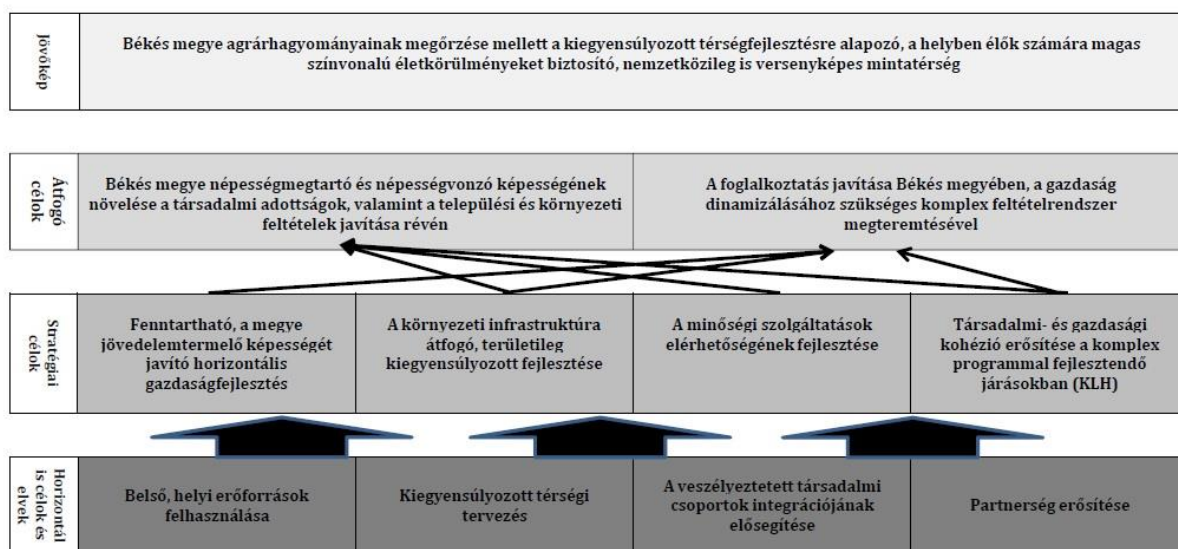 Jövőkép
Békés megye agrárhagyományainak megőrzése mellett a kiegyensúlyozott térségfejlesztésre alapozó, a helyben élők számára magas
színvonalú életkörülményeket biztosító, nemzetközileg is versenyképes mintatérség
Átfogó
célok
Békés megye népességmegtartó és népességvonzó képességének
növelése a társadalmi adottságok, valamint a települési és környezeti
feltételek javítása révén
A foglalkoztatás javítása Békés megyében, a gazdaság
dinamizálásához szükséges komplex feltételrendszer
megteremtésével
Stratégiai
célok
Fenntartható, a megye
jövedelemtermelő képességét
javító horizontális
gazdaságfejlesztés
A környezeti infrastruktúra
átfogó, területileg
kiegyensúlyozott fejlesztése
A minőségi szolgáltatások
elérhetőségének fejlesztése
Társadalmi- és gazdasági
kohézió erősítése a komplex
programmal fejlesztendő
járásokban (KLH)
Horizontál
is célok és
elvek
Belső, helyi erőforrások
felhasználása
Kiegyensúlyozott térségi
tervezés
A veszélyeztetett társadalmi
csoportok integrációjának
elősegítése
Partnerség erősítése